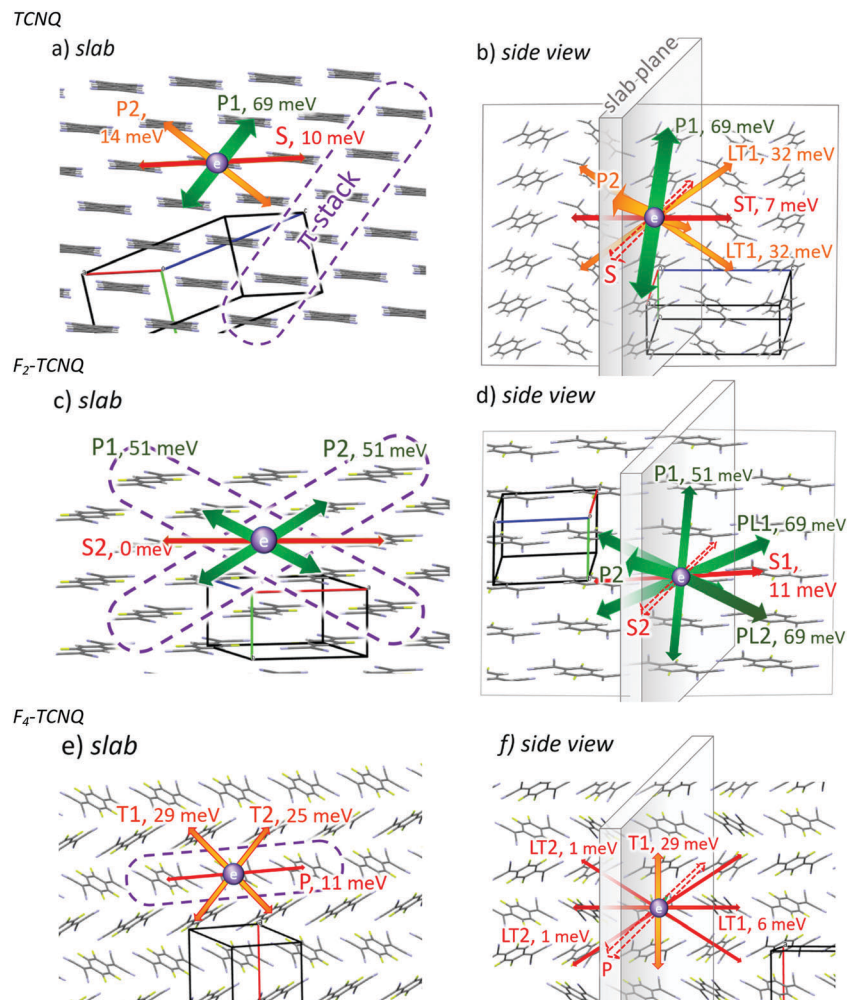 TCNQ
a) slab
P2,
14 meV
P1, 69 meV
S, 10 meV
e
π-stack
b) side view
slab-plane
P1, 69 meV
LT1, 32 meV
P2
e
ST, 7 meV
LT1, 32 meV
S
F2-TCNQ
c) slab
P1, 51 meV
P2, 51 meV
S2, 0 meV
e
d) side view
P1, 51 meV
PL1, 69 meV
P2
e
S1,
11 meV
S2
PL2, 69 meV
F4-TCNQ
e) slab
T1, 29 meV
T2, 25 meV
e
P, 11 meV
f) side view
LT2, 1 meV
T1, 29 meV
e
LT2, 1 meV
LT1, 6 meV
P